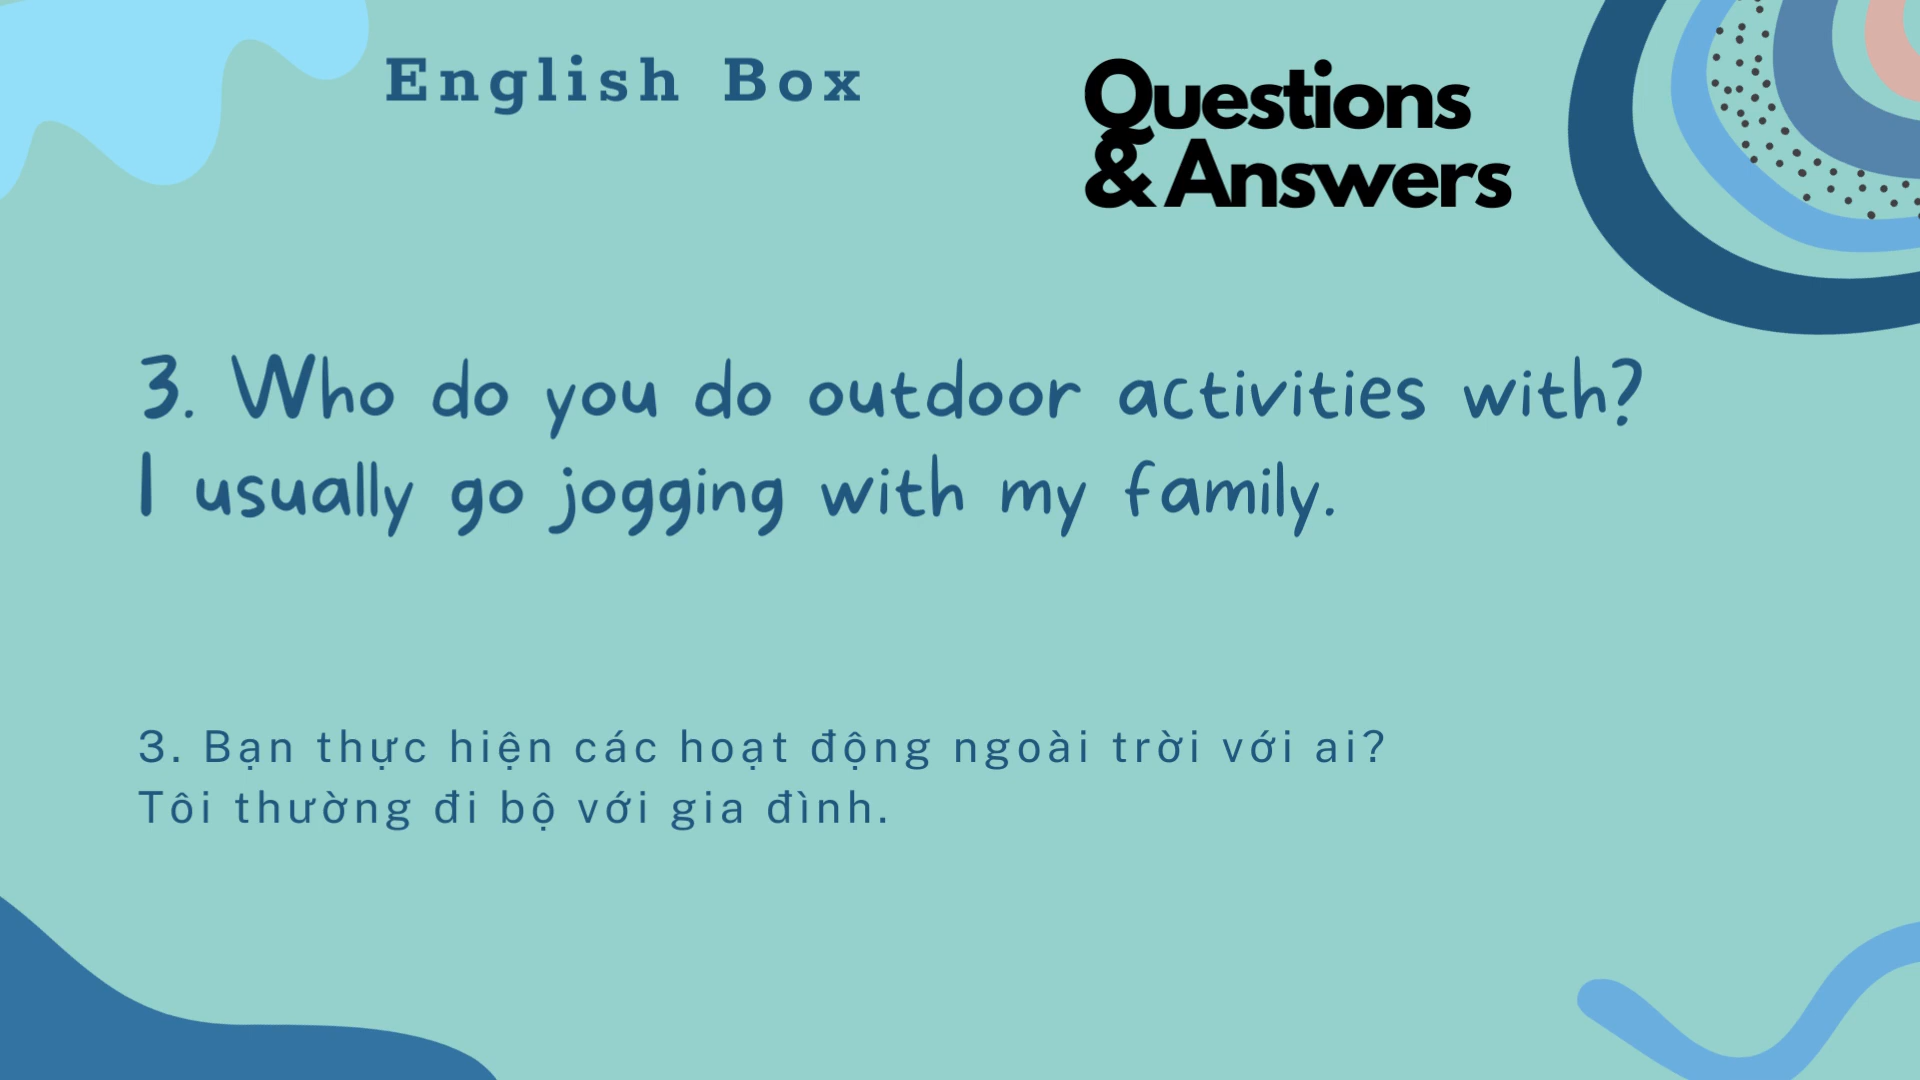 English Box
Questions
& Answers
3. Who do you do outdoor activities with?
I usually go jogging with my family.
3. Bạn thực hiện các hoạt động ngoài trời với ai?
Tôi thường đi bộ với gia đình.